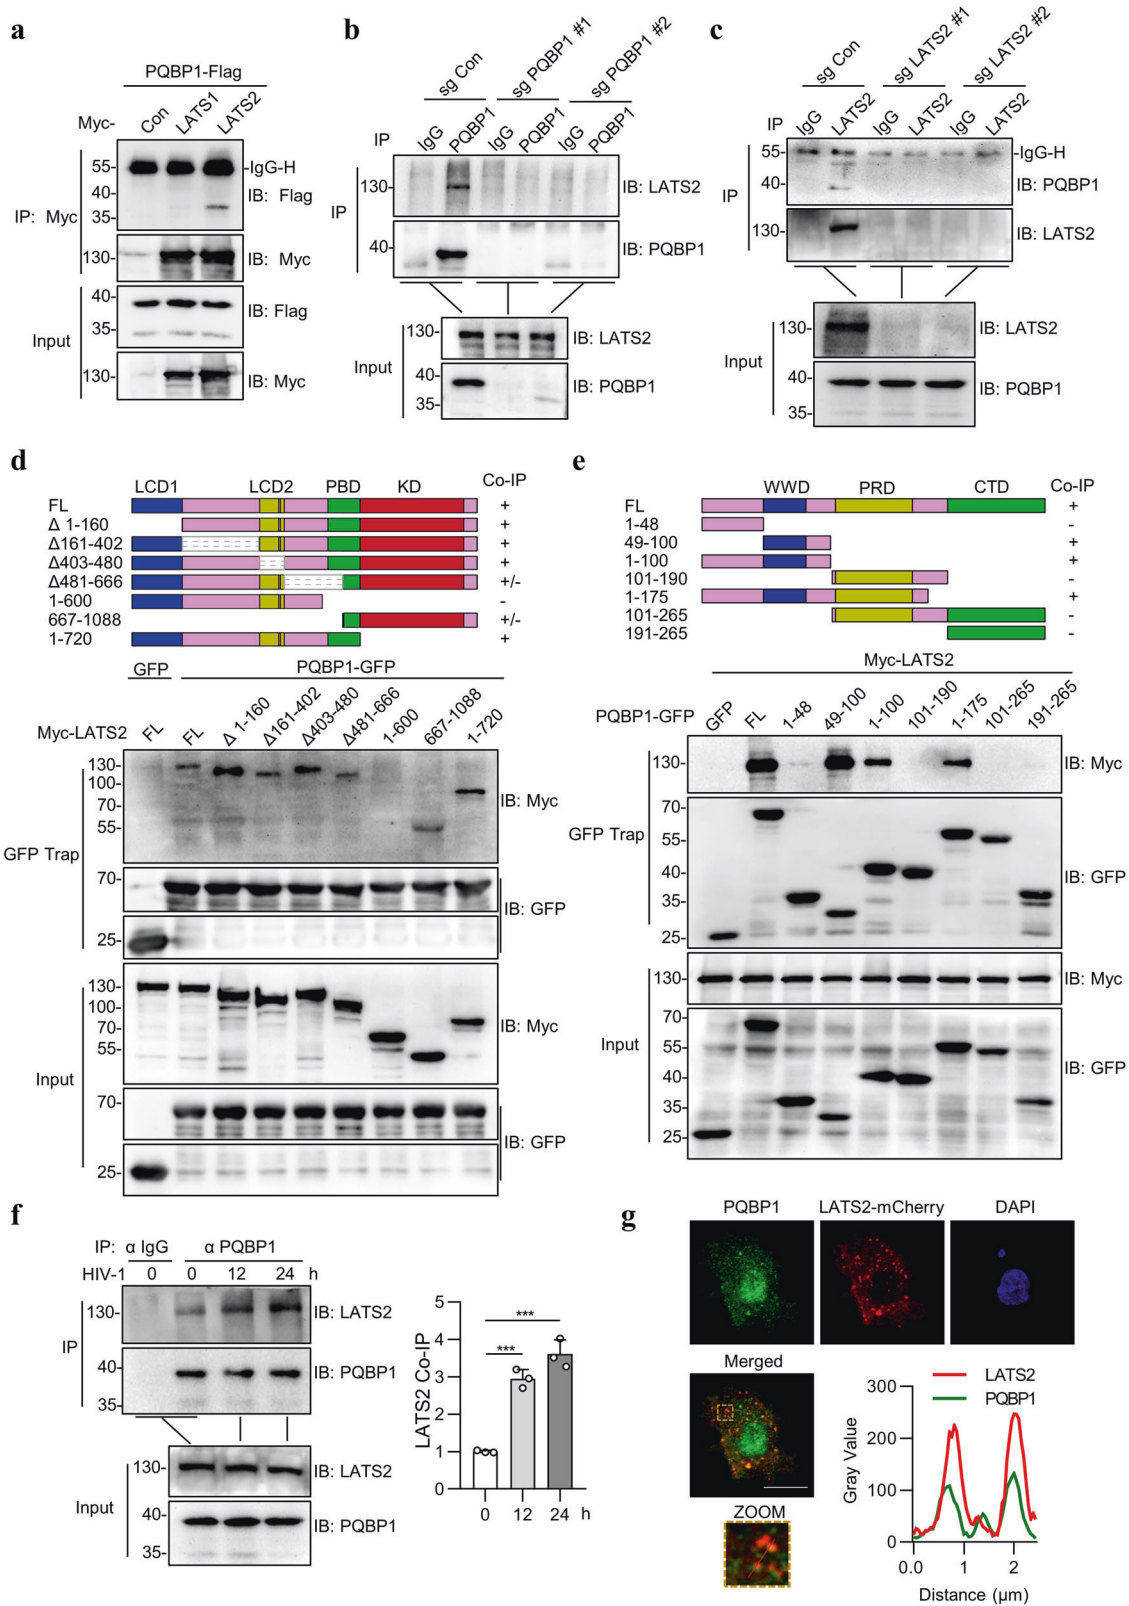 a
PQBP1-Flag
Myc- Con LATS1 LATS2
IP: Myc
55- -IgG-H
40- IB: Flag
35-
130- IB: Myc
Input
40- IB: Flag
35-
130- IB: Myc
b
sg Con sg PQBP1 #1 sg PQBP1 #2
IP IgG PQBP1 IgG PQBP1 IgG PQBP1
IP
130- IB: LATS2
40- IB: PQBP1
Input
130- IB: LATS2
40- IB: PQBP1
35-
c
sg Con sg LATS2 #1 sg LATS2 #2
IP IgG LATS2 IgG LATS2 IgG LATS2
IP
55- -IgG-H
40- IB: PQBP1
130- IB: LATS2
Input
130- IB: LATS2
40- IB: PQBP1
35-
d
LCD1 LCD2 PBD KD Co-IP
FL +
Δ 1-160 +
Δ161-402 +
Δ403-480 +
Δ481-666 +/-
1-600 -
667-1088 +/-
1-720 +
GFP PQBP1-GFP
Myc-LATS2 FL FL Δ 1-160 Δ161-402 Δ403-480 Δ481-666 1-600 667-1088 1-720
GFP Trap
130-
100-
70- IB: Myc
55-
70-
IB: GFP
25-
Input
130-
100-
70- IB: Myc
55-
70-
IB: GFP
25-
e
WWD PRD CTD Co-IP
FL +
1-48 -
49-100 +
1-100 +
101-190 -
1-175 +
101-265 -
191-265 -
Myc-LATS2
PQBP1-GFP GFP FL 1-48 49-100 1-100 101-190 1-175 101-265 191-265
GFP Trap
130- IB: Myc
70-
55-
40- IB: GFP
35-
25-
Input
130- IB: Myc
70-
55-
40- IB: GFP
35-
25-
f
IP: α IgG α PQBP1
HIV-1 0 0 12 24 h
IP
130- IB: LATS2
40- IB: PQBP1
35-
Input
130- IB: LATS2
40- IB: PQBP1
35-
LATS2 Co-IP
5
4
3
2
1
0
***
***
0 12 24 h
g
PQBP1 LATS2-mCherry DAPI
Merged
ZOOM
LATS2
PQBP1
Gray Value
300
200
100
0
0.0 1 2
Distance (μm)